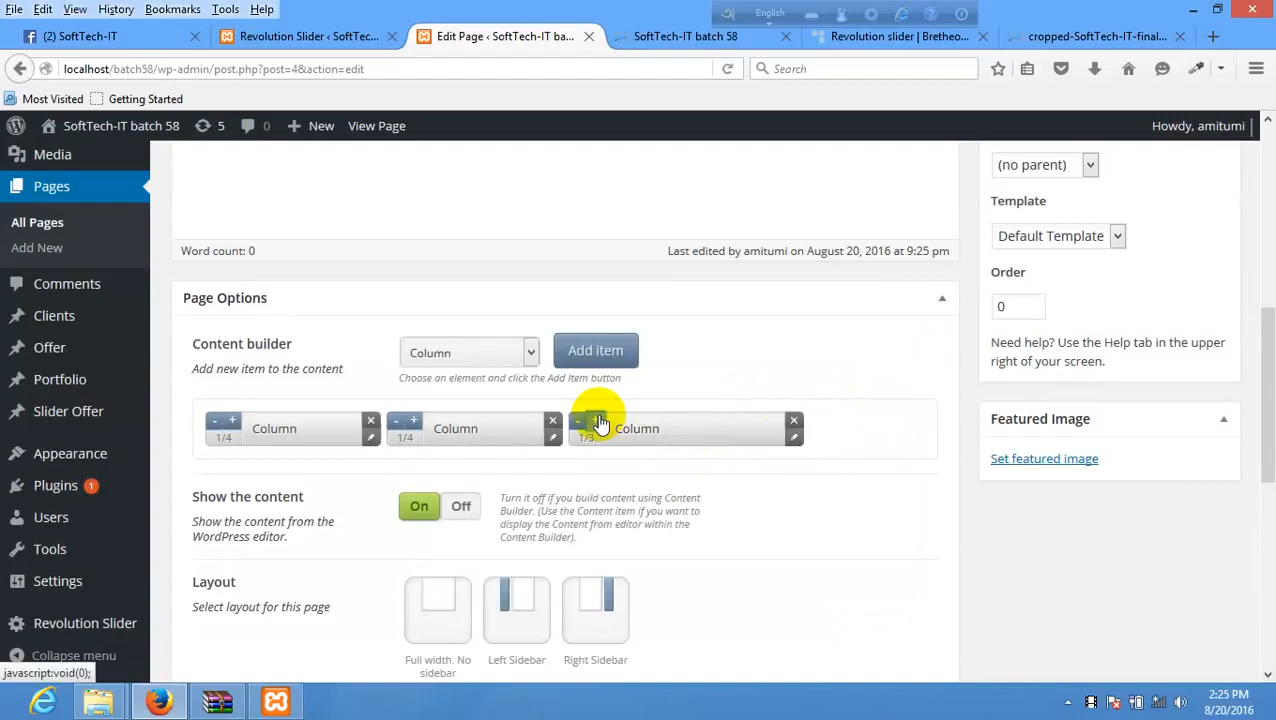 File Edit View History Bookmarks Tools Help
English
(2) SoftTech-IT
Revolution Slider ‹ SoftTec...
Edit Page ‹ SoftTech-IT ba...
SoftTech-IT batch 58
Revolution slider | Bretheo...
cropped-SoftTech-IT-final...
localhost/batch58/wp-admin/post.php?post=4&action=edit
Search
Most Visited
Getting Started
SoftTech-IT batch 58
5
0
New
View Page
Howdy, amitumi
Media
Pages
All Pages
Add New
Comments
Clients
Offer
Portfolio
Slider Offer
Appearance
Plugins 1
Users
Tools
Settings
Revolution Slider
Collapse menu
javascript:void(0);
Word count: 0
Last edited by amitumi on August 20, 2016 at 9:25 pm
Page Options
Content builder
Add new item to the content
Column
Add item
Choose an element and click the Add Item button
- +
1/4
Column
- +
1/4
Column
-
1/3
Column
Show the content
Show the content from the
WordPress editor.
On
Off
Turn it off if you build content using Content
Builder. (Use the Content item if you want to
display the Content from editor within the
Content Builder).
Layout
Select layout for this page
Full width. No
sidebar
Left Sidebar
Right Sidebar
(no parent)
Template
Default Template
Order
0
Need help? Use the Help tab in the upper
right of your screen.
Featured Image
Set featured image
2:25 PM
8/20/2016